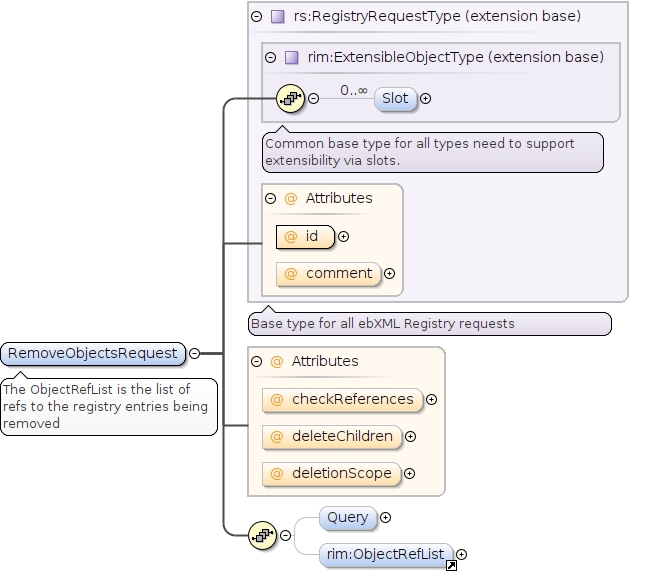 rs:RegistryRequestType (extension base)
rim:ExtensibleObjectType (extension base)
0..∞
Slot
Common base type for all types need to support
extensibility via slots.
@ Attributes
@ id
@ comment
Base type for all ebXML Registry requests
RemoveObjectsRequest
The ObjectRefList is the list of
refs to the registry entries being
removed
@ Attributes
@ checkReferences
@ deleteChildren
@ deletionScope
Query
rim:ObjectRefList